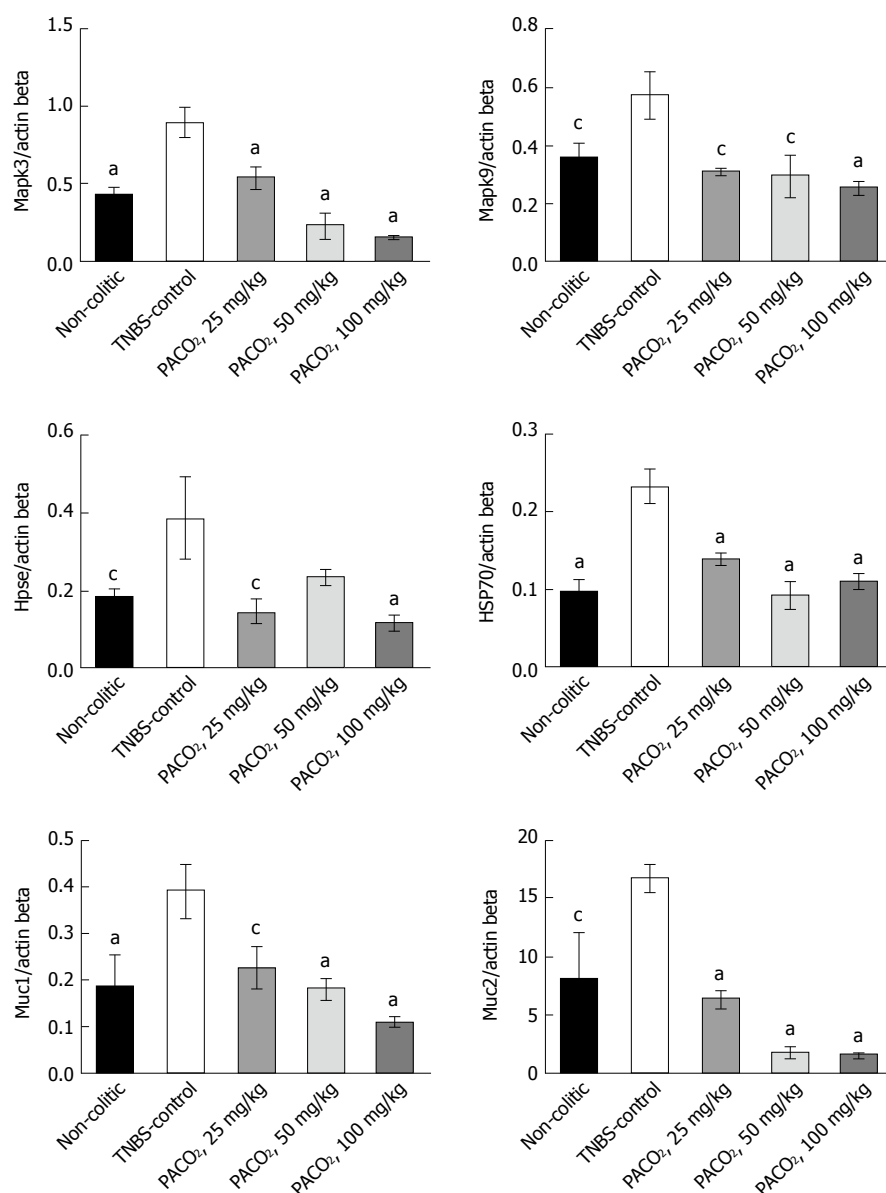 Mapk3/actin beta
1.5
1.0
0.5
0.0
a
a
a
a
Non-colitic
TNBS-control
PACO₂, 25 mg/kg
PACO₂, 50 mg/kg
PACO₂, 100 mg/kg
Mapk9/actin beta
0.8
0.6
0.4
0.2
0.0
c
c
c
a
Non-colitic
TNBS-control
PACO₂, 25 mg/kg
PACO₂, 50 mg/kg
PACO₂, 100 mg/kg
Hpse/actin beta
0.6
0.4
0.2
0.0
c
c
a
Non-colitic
TNBS-control
PACO₂, 25 mg/kg
PACO₂, 50 mg/kg
PACO₂, 100 mg/kg
HSP70/actin beta
0.3
0.2
0.1
0.0
a
a
a
a
Non-colitic
TNBS-control
PACO₂, 25 mg/kg
PACO₂, 50 mg/kg
PACO₂, 100 mg/kg
Muc1/actin beta
0.5
0.4
0.3
0.2
0.1
0.0
a
c
a
a
Non-colitic
TNBS-control
PACO₂, 25 mg/kg
PACO₂, 50 mg/kg
PACO₂, 100 mg/kg
Muc2/actin beta
20
15
10
5
0
c
a
a
a
Non-colitic
TNBS-control
PACO₂, 25 mg/kg
PACO₂, 50 mg/kg
PACO₂, 100 mg/kg